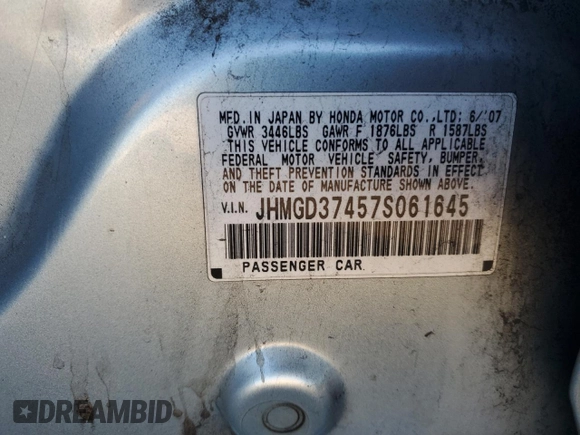 MFD.IN JAPAN BY HONDA MOTOR CO.,LTD; 6/'07
GVWR 3446LBS GAWR F 1876LBS R 1587LBS
THIS VEHICLE CONFORMS TO ALL APPLICABLE
FEDERAL MOTOR VEHICLE SAFETY, BUMPER,
AND THEFT PREVENTION STANDARDS IN EFFECT
ON THE DATE OF MANUFACTURE SHOWN ABOVE.
V.I.N. JHMGD37457S061645
PASSENGER CAR
DREAMBID